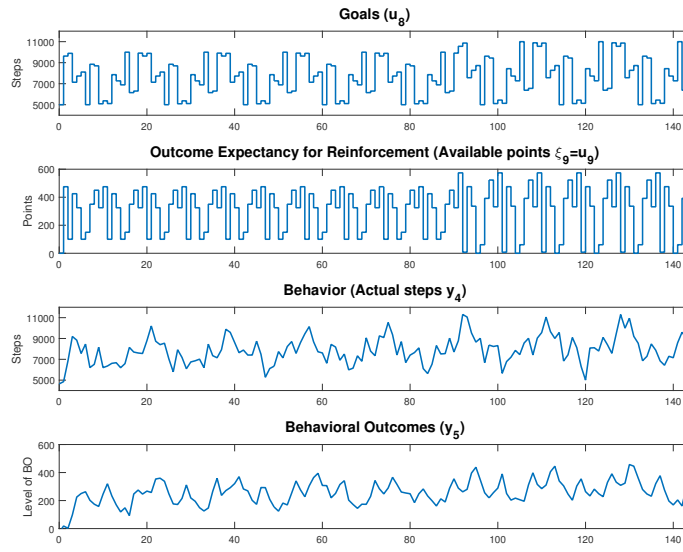 Goals (u8)
Steps
11000
9000
7000
5000
0 20 40 60 80 100 120 140
Outcome Expectancy for Reinforcement (Available points ξ9=u9)
Points
600
400
200
0
0 20 40 60 80 100 120 140
Behavior (Actual steps y4)
Steps
11000
9000
7000
5000
0 20 40 60 80 100 120 140
Behavioral Outcomes (y5)
Level of BO
600
400
200
0
0 20 40 60 80 100 120 140